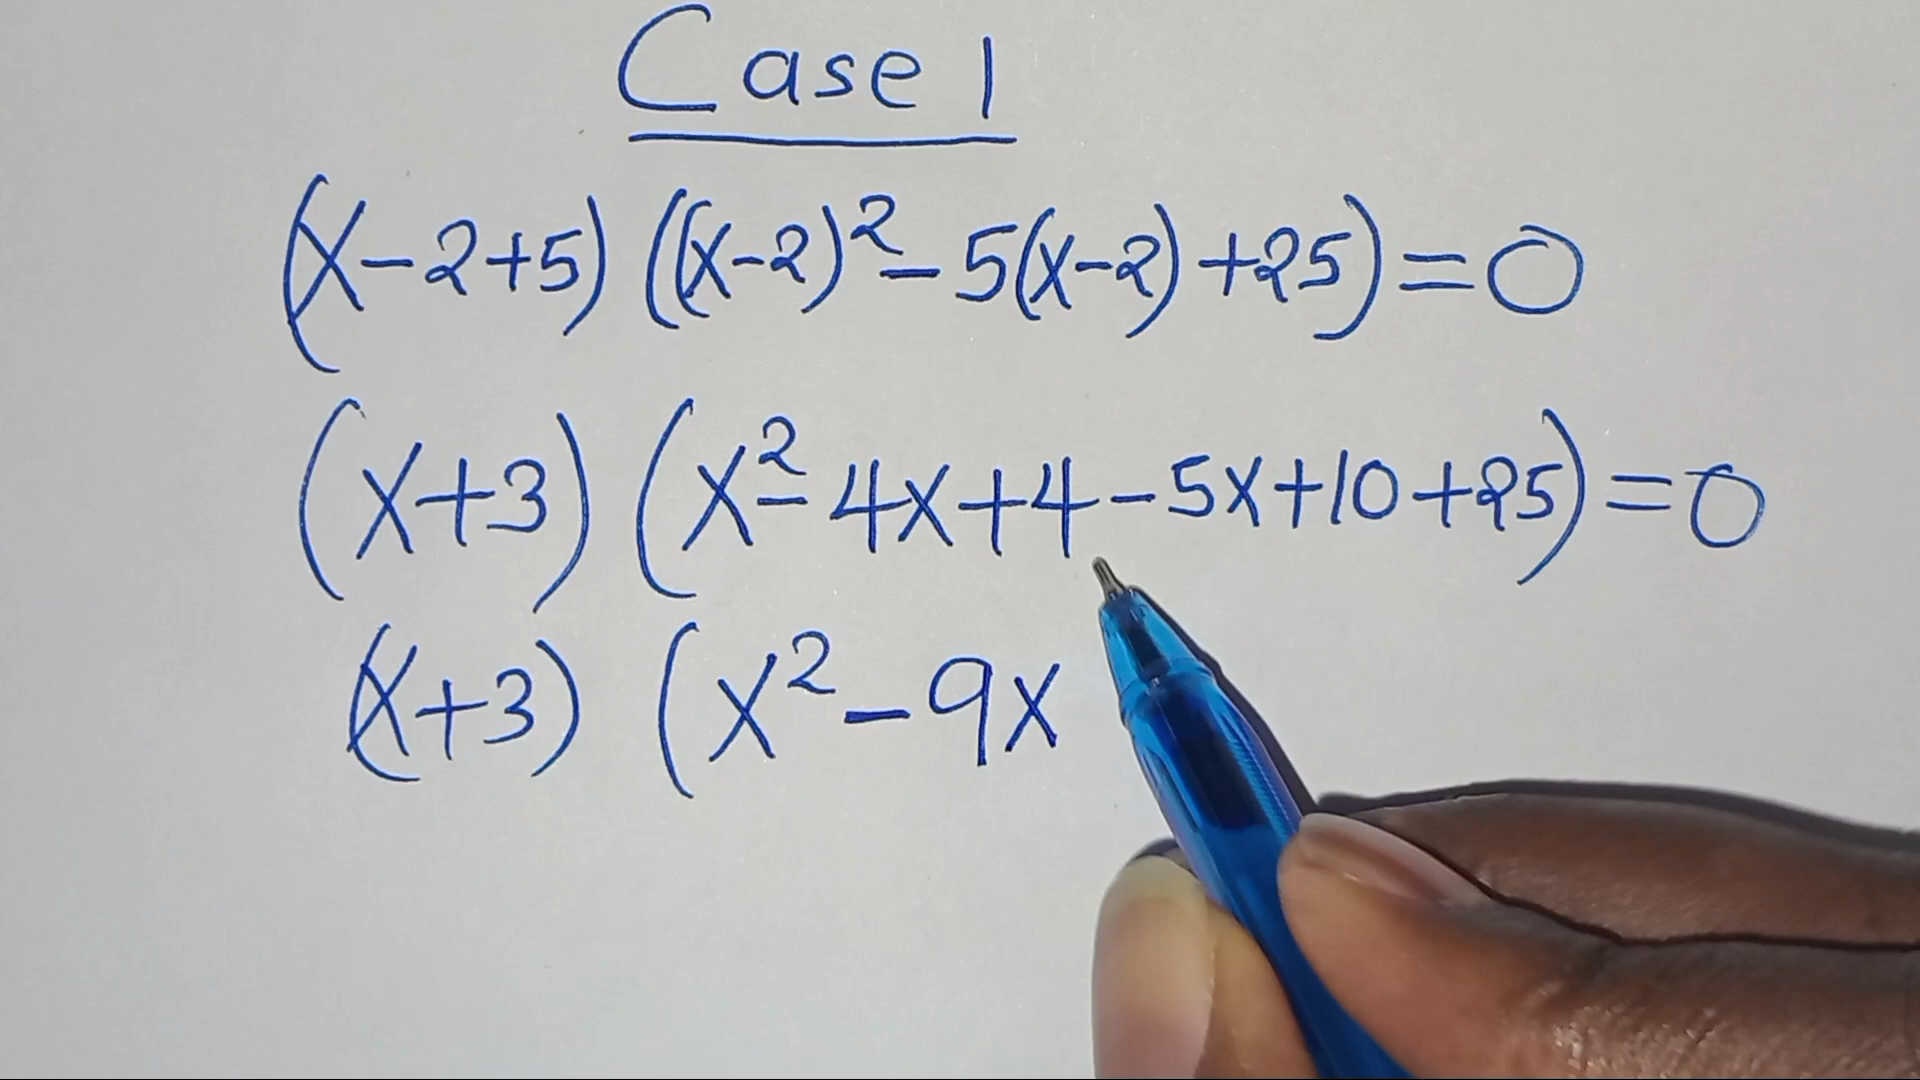 Case 1
(x-2+5) ((x-2)²-5(x-2)+25)=0
(x+3) (x²-4x+4-5x+10+25)=0
(x+3) (x²-9x